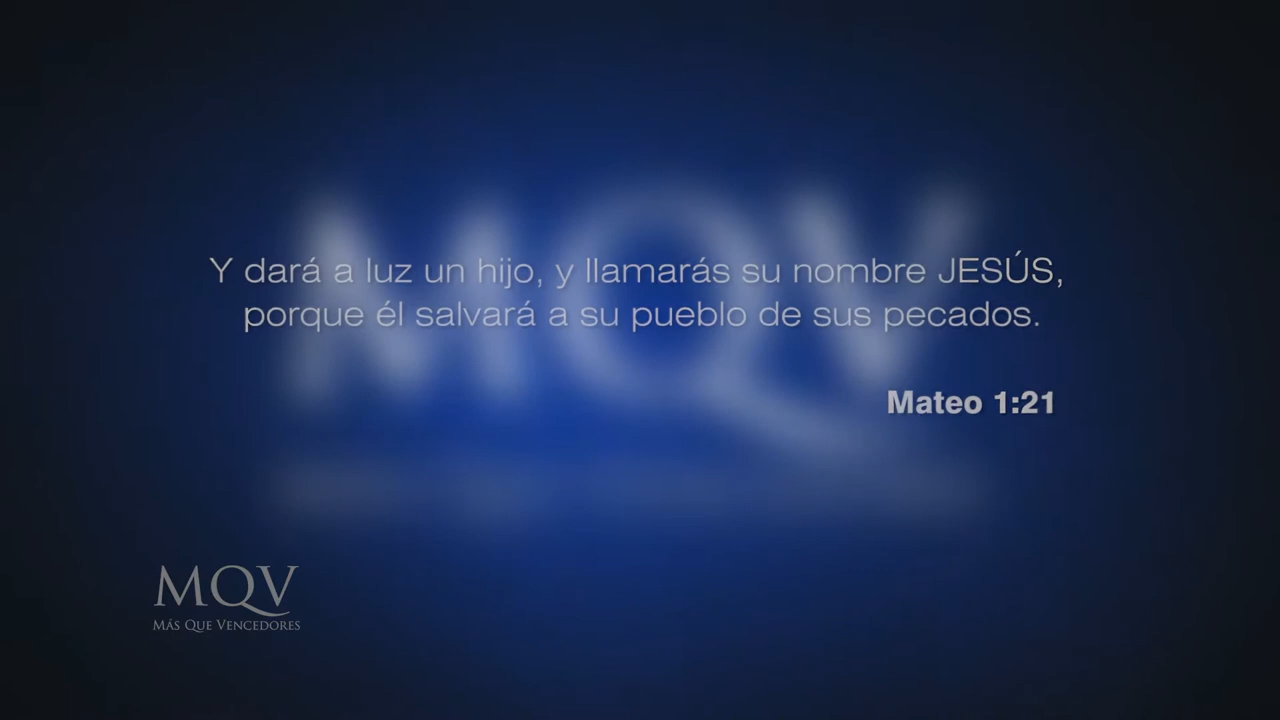 Y dará a luz un hijo, y llamarás su nombre JESÚS,
porque él salvará a su pueblo de sus pecados.
Mateo 1:21
MQV
MQV
MÁS QUE VENCEDORES